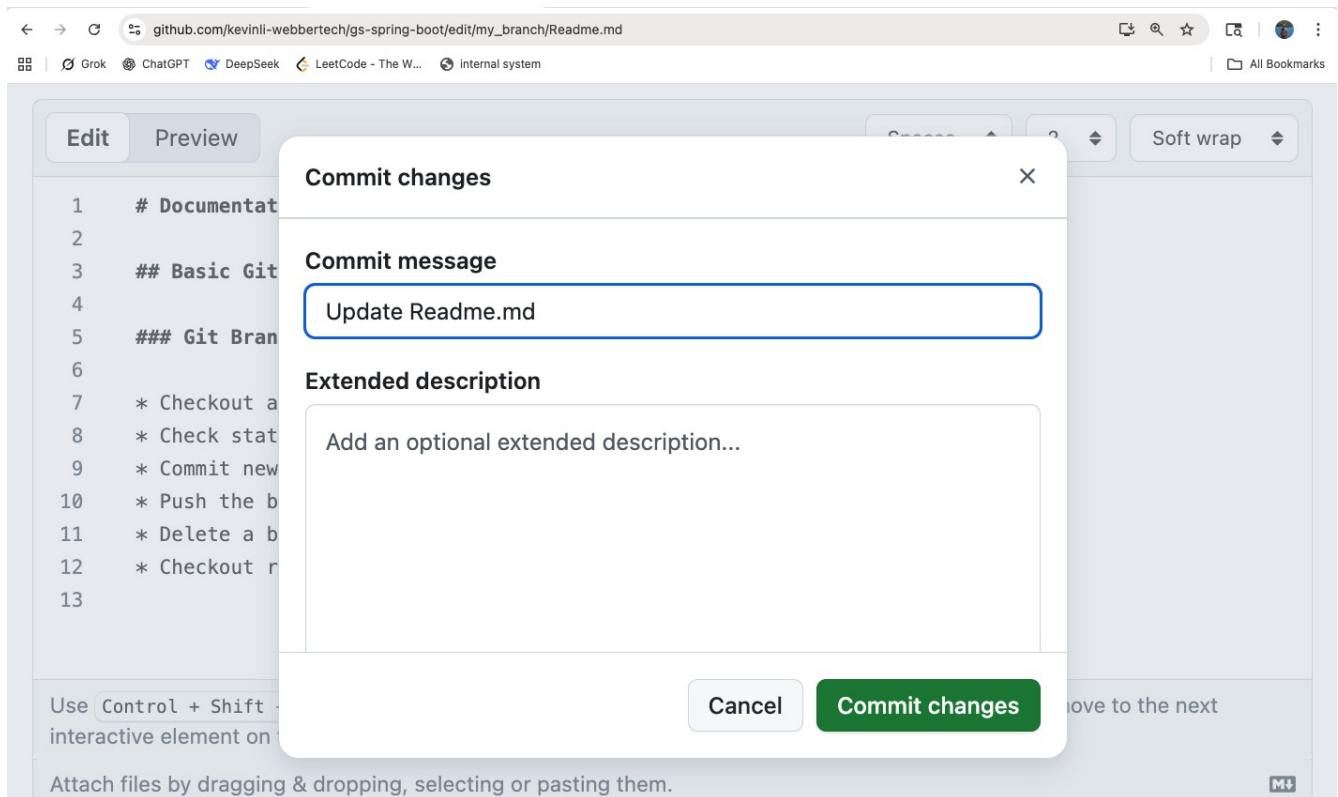 github.com/kevinli-webbertech/gs-spring-boot/edit/my_branch/Readme.md
Grok ChatGPT DeepSeek LeetCode - The W... internal system All Bookmarks
Edit Preview Soft wrap
Commit changes
1 # Documentat
2
3 ## Basic Git
Commit message
4
Update Readme.md
5 ### Git Bran
6
Extended description
7 * Checkout a
8 * Check stat
Add an optional extended description...
9 * Commit new
10 * Push the b
11 * Delete a b
12 * Checkout r
13
Cancel Commit changes
Use Control + Shift move to the next
interactive element on
Attach files by dragging & dropping, selecting or pasting them.